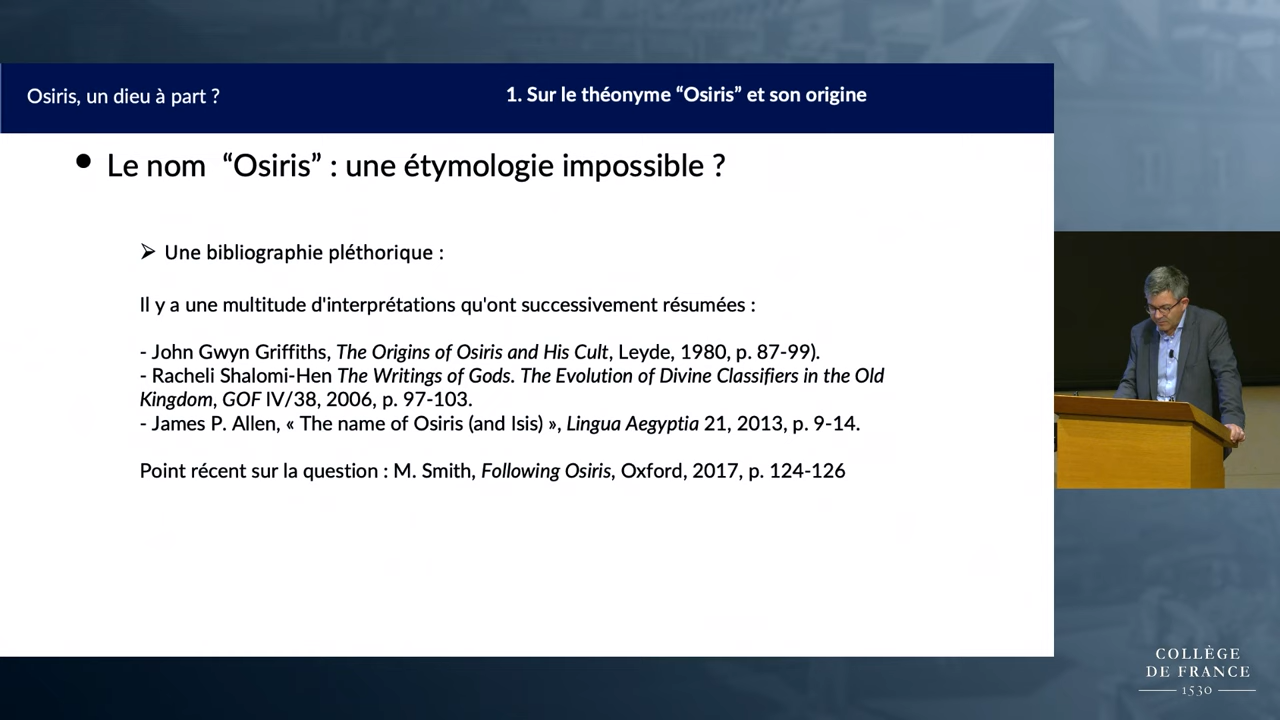 Osiris, un dieu à part ?
1. Sur le théonyme “Osiris” et son origine
● Le nom “Osiris” : une étymologie impossible ?
➢ Une bibliographie pléthorique :
Il y a une multitude d'interprétations qu'ont successivement résumées :
- John Gwyn Griffiths, The Origins of Osiris and His Cult, Leyde, 1980, p. 87-99).
- Racheli Shalomi-Hen The Writings of Gods. The Evolution of Divine Classifiers in the Old
Kingdom, GOF IV/38, 2006, p. 97-103.
- James P. Allen, « The name of Osiris (and Isis) », Lingua Aegyptia 21, 2013, p. 9-14.
Point récent sur la question : M. Smith, Following Osiris, Oxford, 2017, p. 124-126
COLLÈGE
DE FRANCE
1530